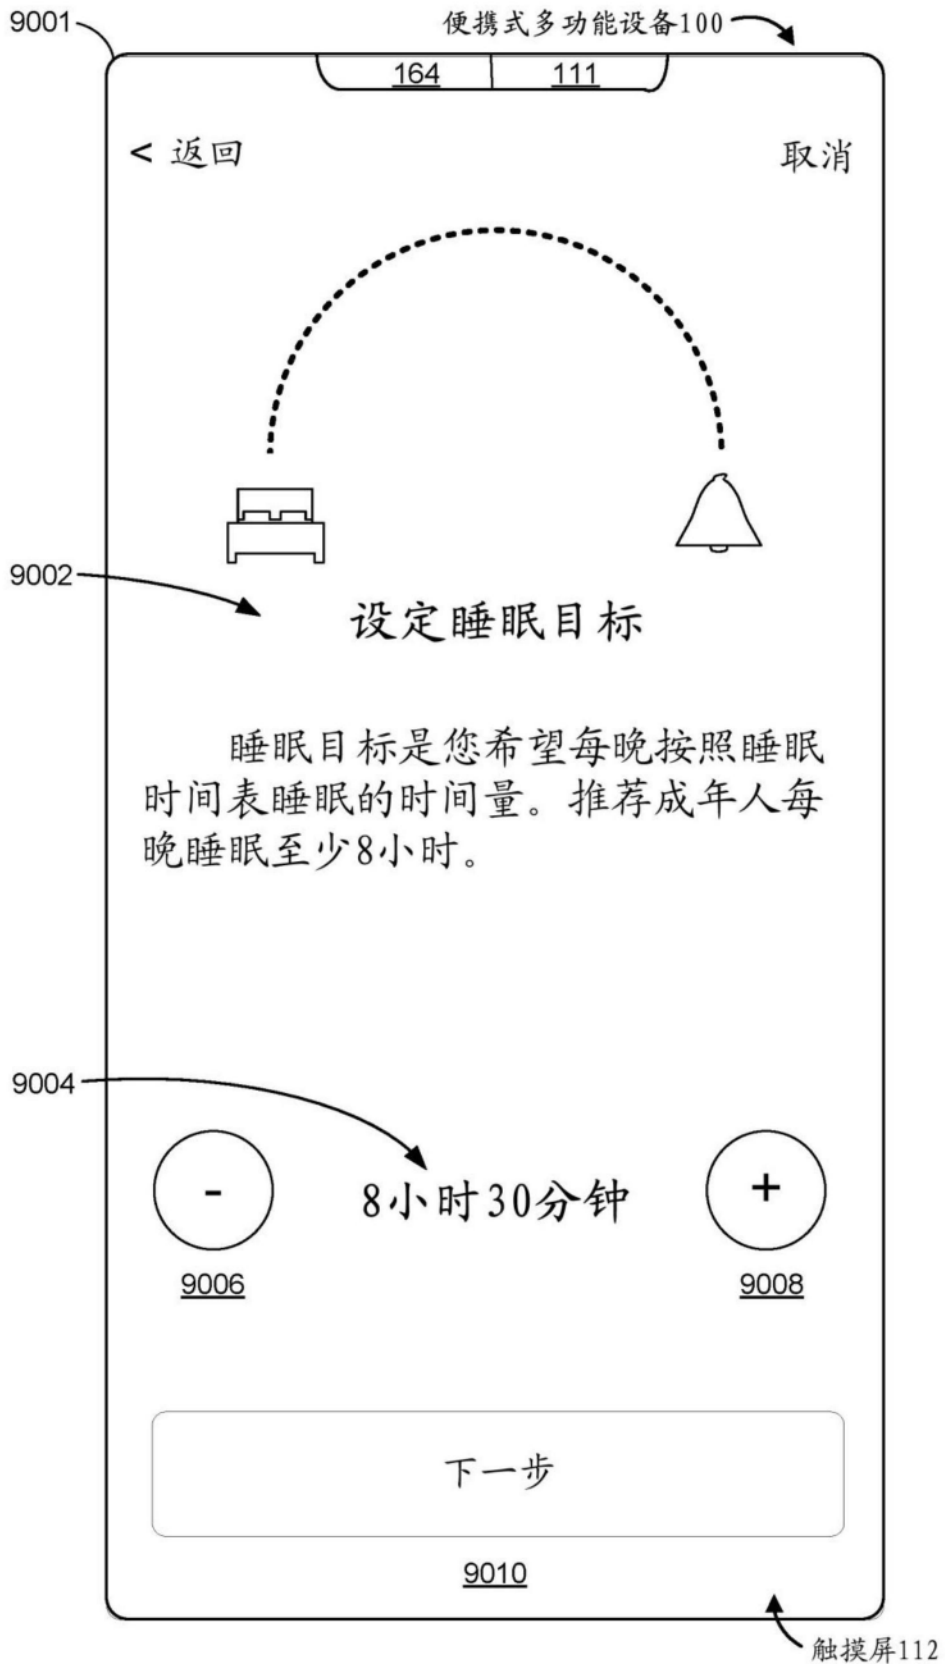 9001
便携式多功能设备100
164
111
< 返回
取消
9002
设定睡眠目标
睡眠目标是您希望每晚按照睡眠
时间表睡眠的时间量。推荐成年人每
晚睡眠至少8小时。
9004
-
8小时30分钟
+
9006
9008
下一步
9010
触摸屏112